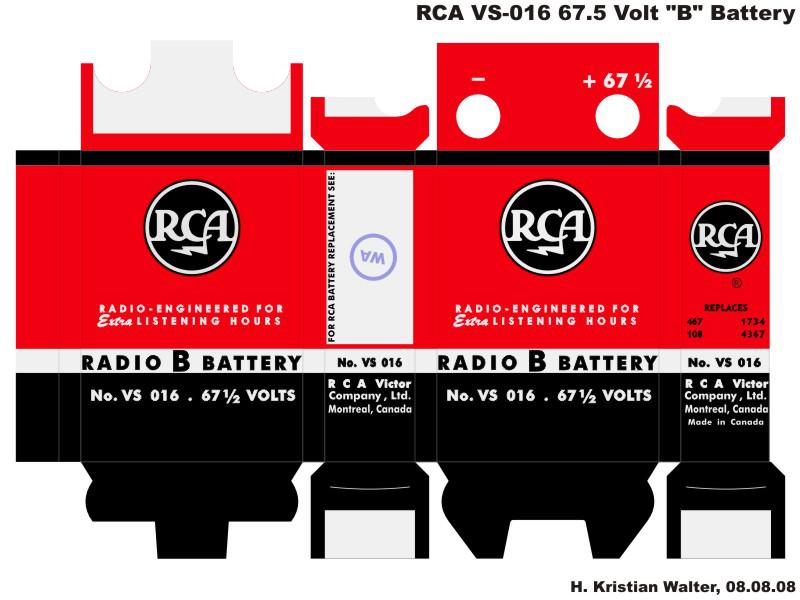 RCA VS-016 67.5 Volt "B" Battery
− + 67 ½
RCA
RADIO-ENGINEERED FOR
Extra LISTENING HOURS
RADIO B BATTERY
No. VS 016 . 67½ VOLTS
FOR RCA BATTERY REPLACEMENT SEE:
WA
No. VS 016
R C A Victor
Company, Ltd.
Montreal, Canada
RCA
RADIO-ENGINEERED FOR
Extra LISTENING HOURS
RADIO B BATTERY
No. VS 016 . 67½ VOLTS
RCA
®
REPLACES
467 1734
108 4367
No. VS 016
R C A Victor
Company, Ltd.
Montreal, Canada
Made in Canada
H. Kristian Walter, 08.08.08